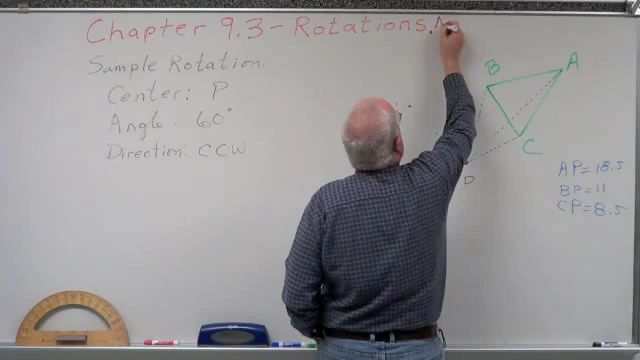 Chapter 9.3 - Rotations.
Sample Rotation
Center: P
Angle: 60°
Direction: CCW
B
A
C
P
AP = 18.5
BP = 11
CP = 8.5